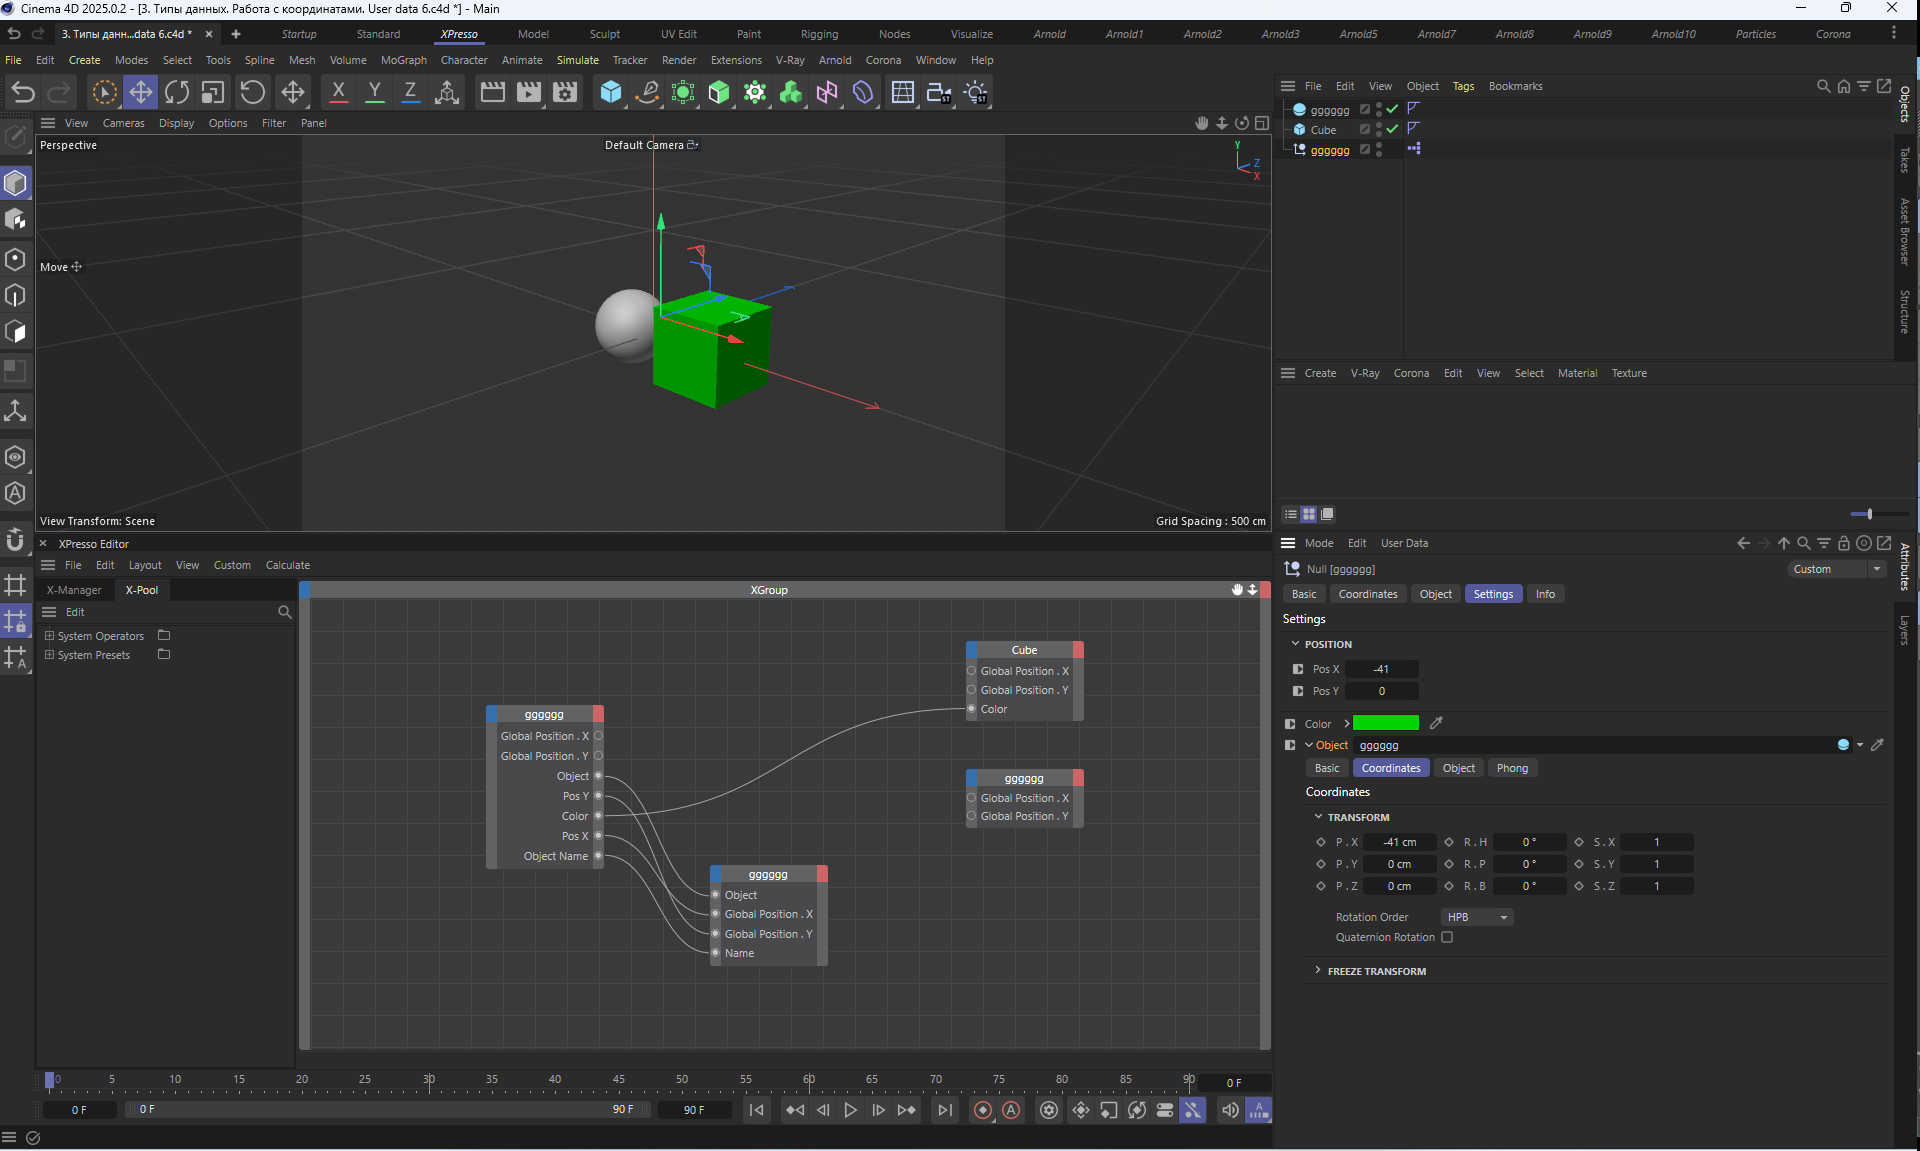 Cinema 4D 2025.0.2 - [3. Типы данных. Работа с координатами. User data 6.c4d *] - Main
3. Типы данн...data 6.c4d *
Startup Standard XPresso Model Sculpt UV Edit Paint Rigging Nodes Visualize Arnold Arnold1 Arnold2 Arnold3 Arnold5 Arnold7 Arnold8 Arnold9 Arnold10 Particles Corona
File Edit Create Modes Select Tools Spline Mesh Volume MoGraph Character Animate Simulate Tracker Render Extensions V-Ray Arnold Corona Window Help
X Y Z ST ST
File Edit View Object Tags Bookmarks
gggggg
Cube
gggggg
Objects
Takes
Asset Browser
Structure
View Cameras Display Options Filter Panel
Perspective
Default Camera
Y
Z
X
Move
View Transform: Scene
Grid Spacing : 500 cm
Create V-Ray Corona Edit View Select Material Texture
XPresso Editor
File Edit Layout View Custom Calculate
X-Manager X-Pool
Edit
System Operators
System Presets
XGroup
Cube
Global Position . X
Global Position . Y
Color
gggggg
Global Position . X
Global Position . Y
Object
Pos Y
Color
Pos X
Object Name
gggggg
Global Position . X
Global Position . Y
gggggg
Object
Global Position . X
Global Position . Y
Name
Mode Edit User Data
Attributes
Layers
Null [gggggg]
Custom
Basic Coordinates Object Settings Info
Settings
POSITION
Pos X -41
Pos Y 0
Color
Object gggggg
Basic Coordinates Object Phong
Coordinates
TRANSFORM
P . X -41 cm R . H 0 ° S . X 1
P . Y 0 cm R . P 0 ° S . Y 1
P . Z 0 cm R . B 0 ° S . Z 1
Rotation Order HPB
Quaternion Rotation
FREEZE TRANSFORM
0 5 10 15 20 25 30 35 40 45 50 55 60 65 70 75 80 85 90 0 F
0 F 0 F 90 F 90 F